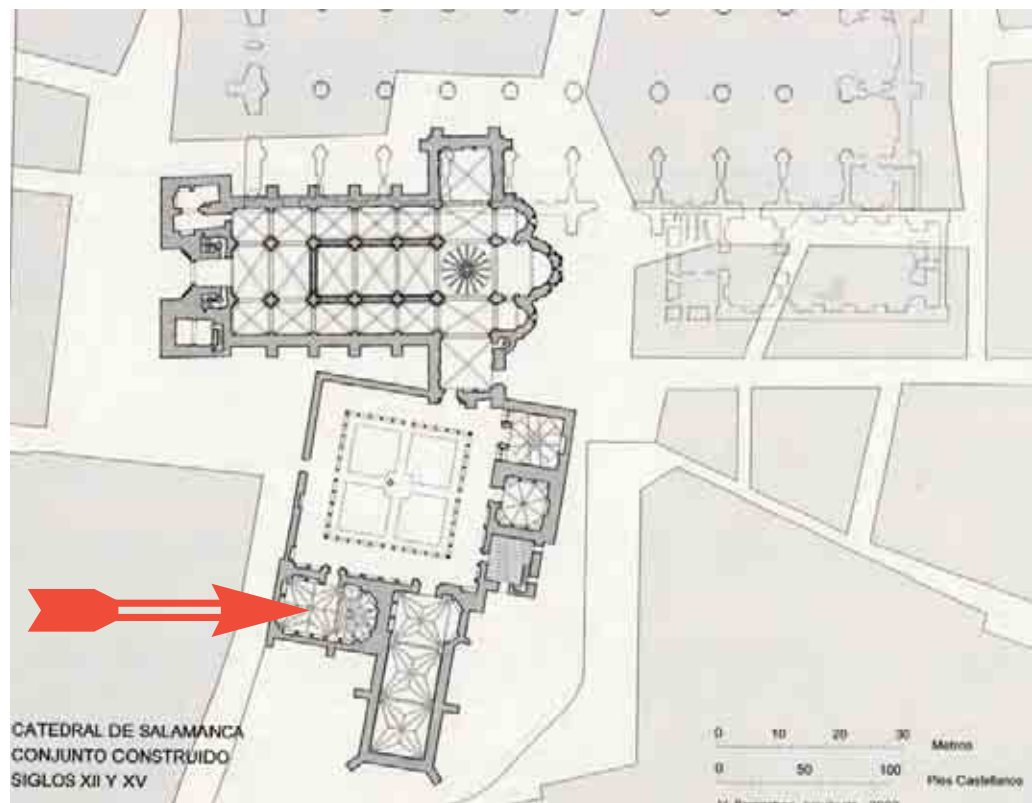 CATEDRAL DE SALAMANCA
CONJUNTO CONSTRUIDO
SIGLOS XII Y XV
0 10 20 30 Metros
0 50 100 Pies Castellanos